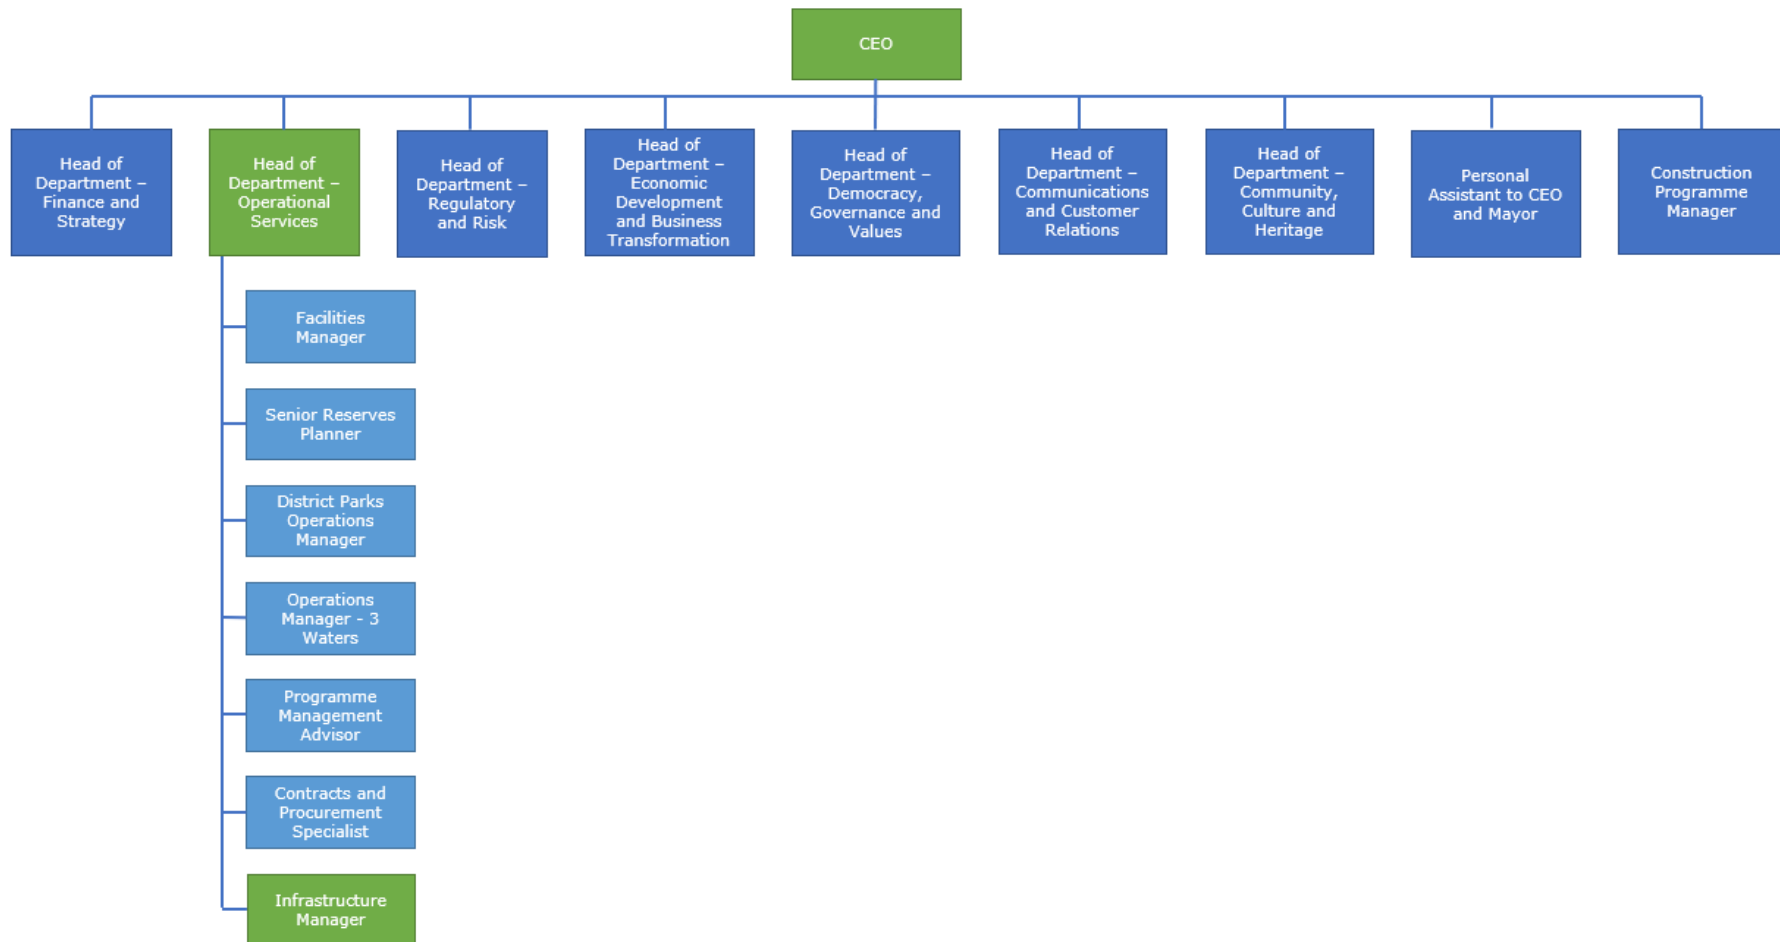 CEO
Head of
Department –
Finance and
Strategy
Head of
Department –
Operational
Services
Head of
Department –
Regulatory
and Risk
Head of
Department –
Economic
Development
and Business
Transformation
Head of
Department –
Democracy,
Governance and
Values
Head of
Department –
Communications
and Customer
Relations
Head of
Department –
Community,
Culture and
Heritage
Personal
Assistant to CEO
and Mayor
Construction
Programme
Manager
Facilities
Manager
Senior Reserves
Planner
District Parks
Operations
Manager
Operations
Manager - 3
Waters
Programme
Management
Advisor
Contracts and
Procurement
Specialist
Infrastructure
Manager